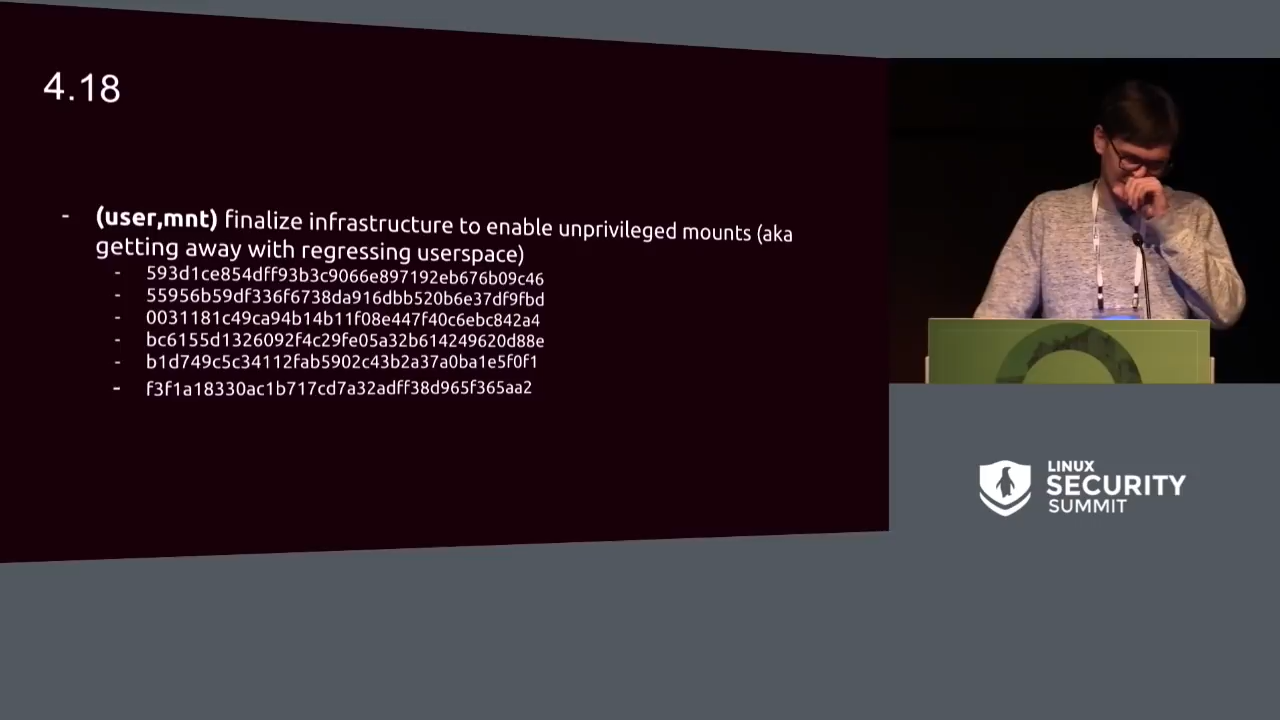 4.18
- (user,mnt) finalize infrastructure to enable unprivileged mounts (aka
getting away with regressing userspace)
- 593d1ce854dff93b3c9066e897192eb676b09c46
- 55956b59df336f6738da916dbb520b6e37df9fbd
- 0031181c49ca94b14b11f08e447f40c6ebc842a4
- bc6155d1326092f4c29fe05a32b614249620d88e
- b1d749c5c34112fab5902c43b2a37a0ba1e5f0f1
- f3f1a18330ac1b717cd7a32adff38d965f365aa2
LINUX
SECURITY
SUMMIT